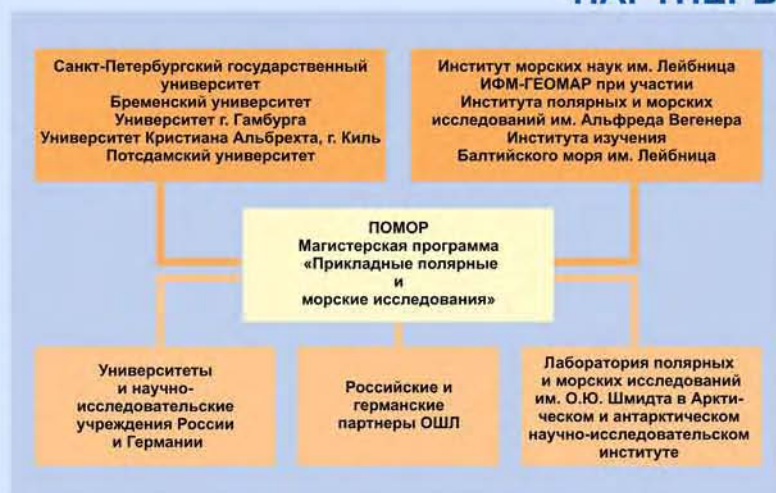 Санкт-Петербургский государственный
университет
Бременский университет
Университет г. Гамбурга
Университет Кристиана Альбрехта, г. Киль
Потсдамский университет
Институт морских наук им. Лейбница
ИФМ-ГЕОМАР при участии
Института полярных и морских
исследований им. Альфреда Вегенера
Института изучения
Балтийского моря им. Лейбница
ПОМОР
Магистерская программа
«Прикладные полярные
и
морские исследования»
Университеты
и научно-
исследовательские
учреждения России
и Германии
Российские и
германские
партнеры ОШЛ
Лаборатория полярных
и морских исследований
им. О.Ю. Шмидта в Аркти-
ческом и антарктическом
научно-исследовательском
институте